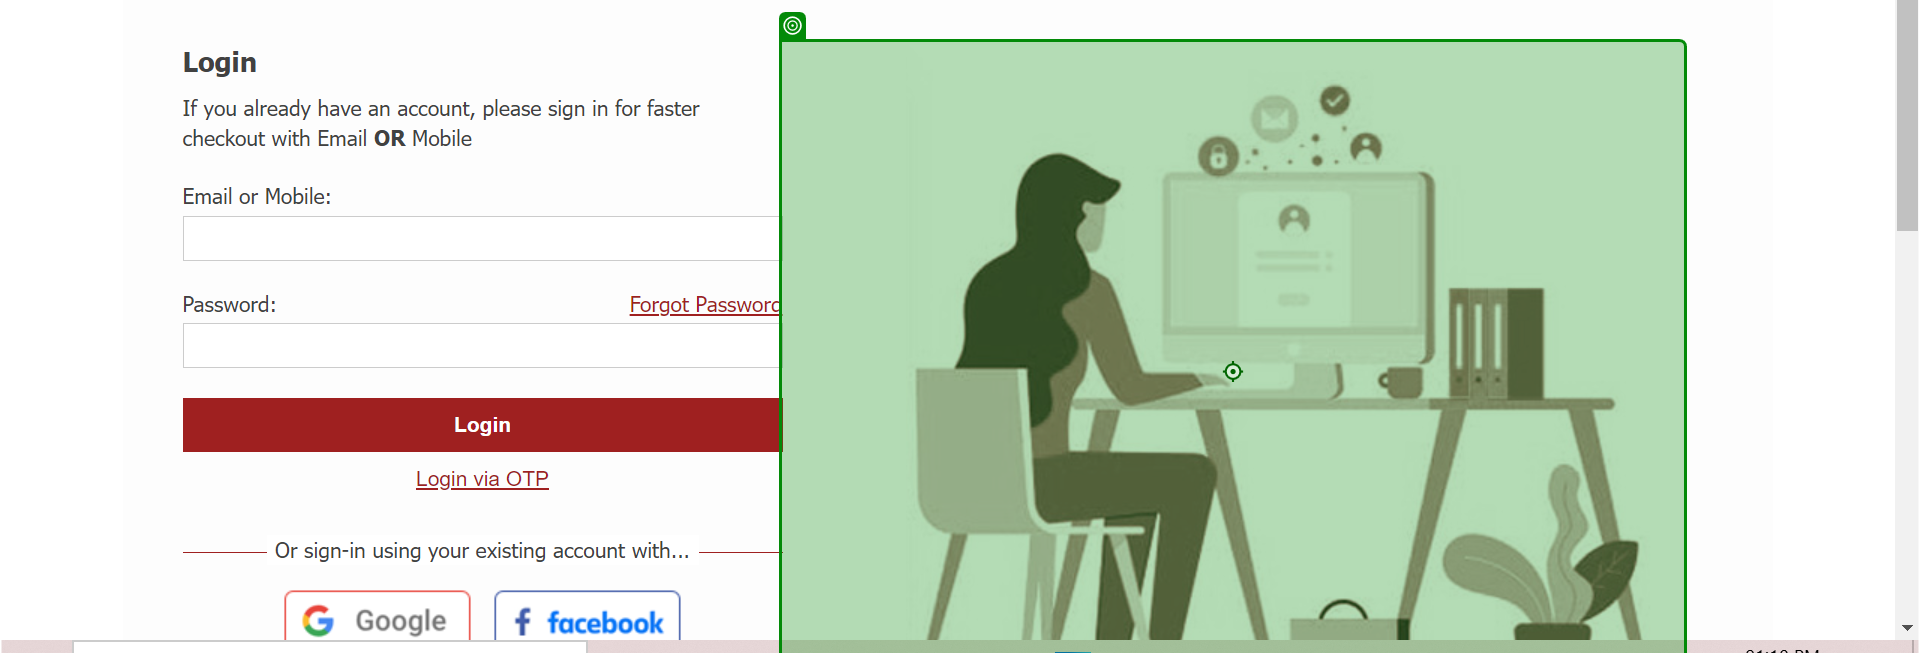 Login
If you already have an account, please sign in for faster
checkout with Email OR Mobile
Email or Mobile:
Password:
Forgot Password
Login
Login via OTP
Or sign-in using your existing account with...
Google
facebook